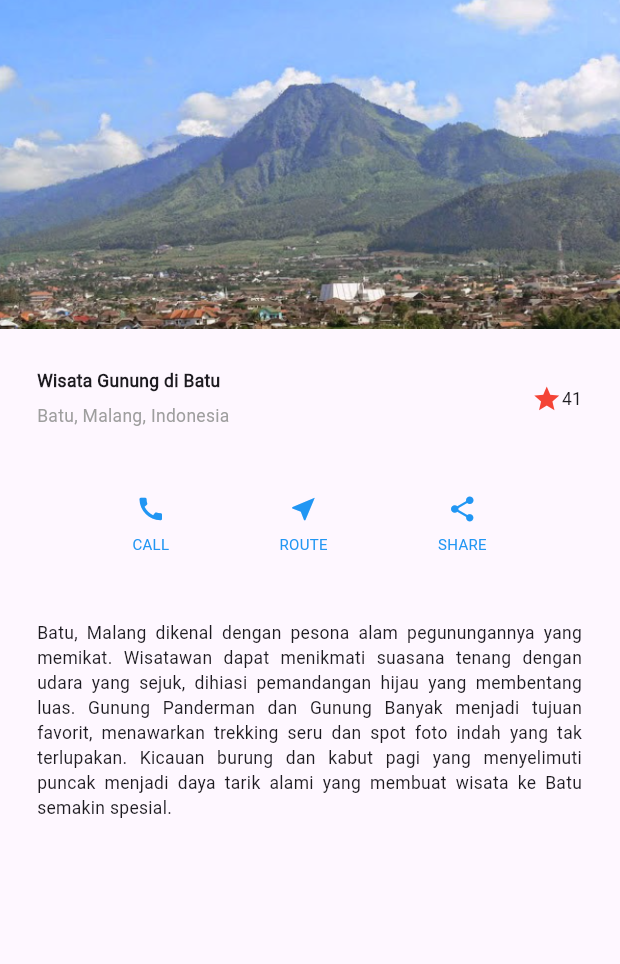 Wisata Gunung di Batu
Batu, Malang, Indonesia
41
CALL
ROUTE
SHARE
Batu, Malang dikenal dengan pesona alam pegunungannya yang
memikat. Wisatawan dapat menikmati suasana tenang dengan
udara yang sejuk, dihiasi pemandangan hijau yang membentang
luas. Gunung Panderman dan Gunung Banyak menjadi tujuan
favorit, menawarkan trekking seru dan spot foto indah yang tak
terlupakan. Kicauan burung dan kabut pagi yang menyelimuti
puncak menjadi daya tarik alami yang membuat wisata ke Batu
semakin spesial.